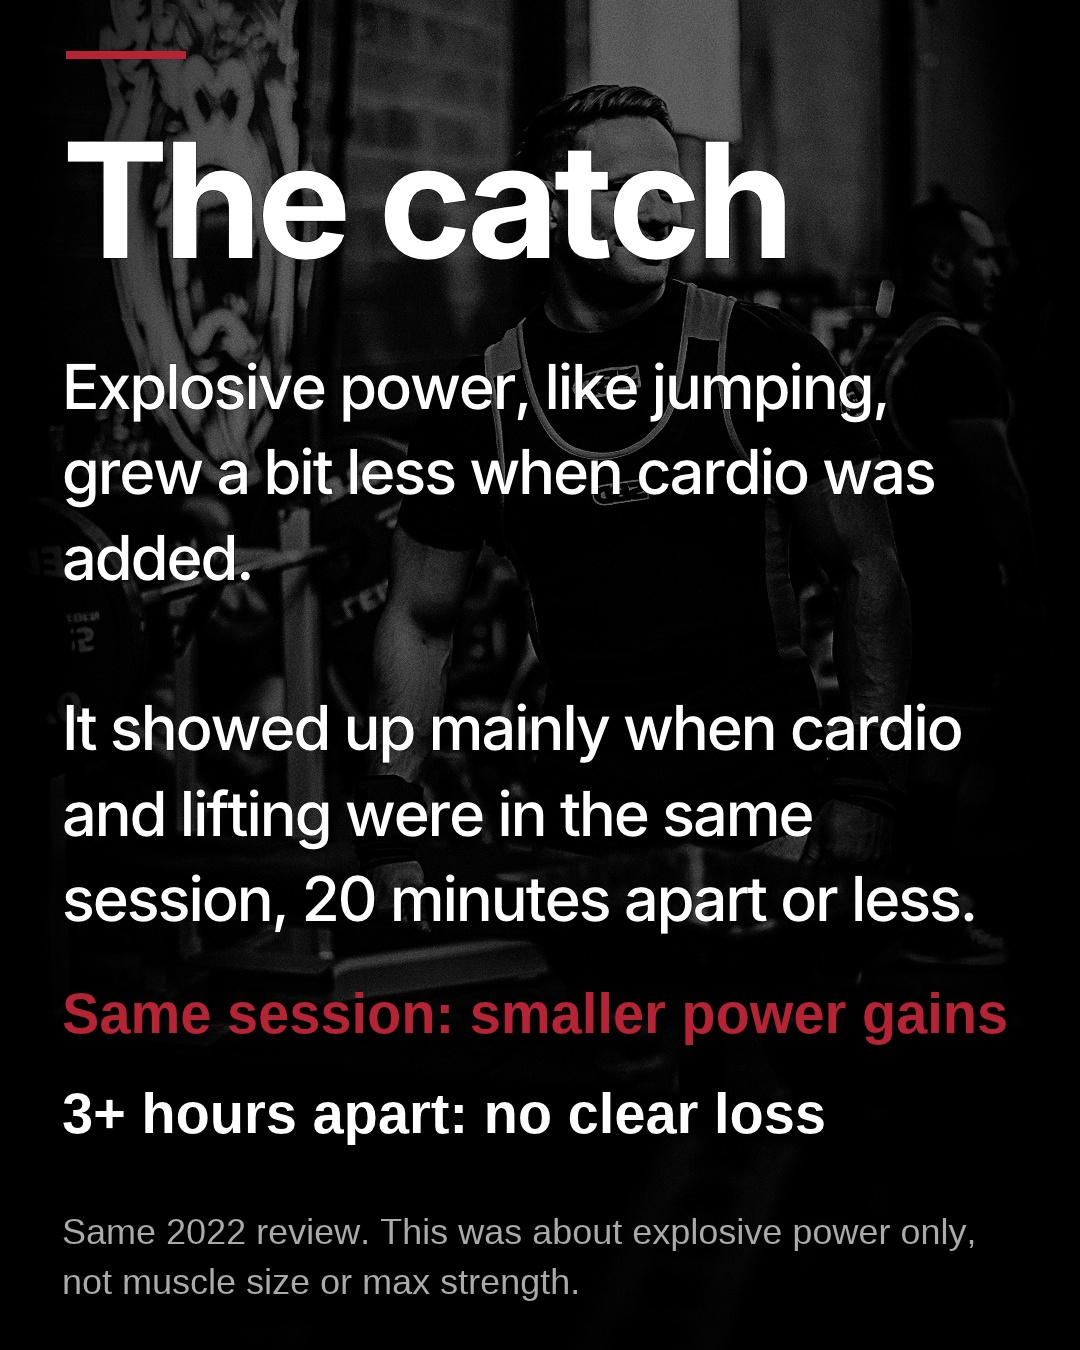 The catch
Explosive power, like jumping,
grew a bit less when cardio was
added.
It showed up mainly when cardio
and lifting were in the same
session, 20 minutes apart or less.
Same session: smaller power gains
3+ hours apart: no clear loss
Same 2022 review. This was about explosive power only,
not muscle size or max strength.